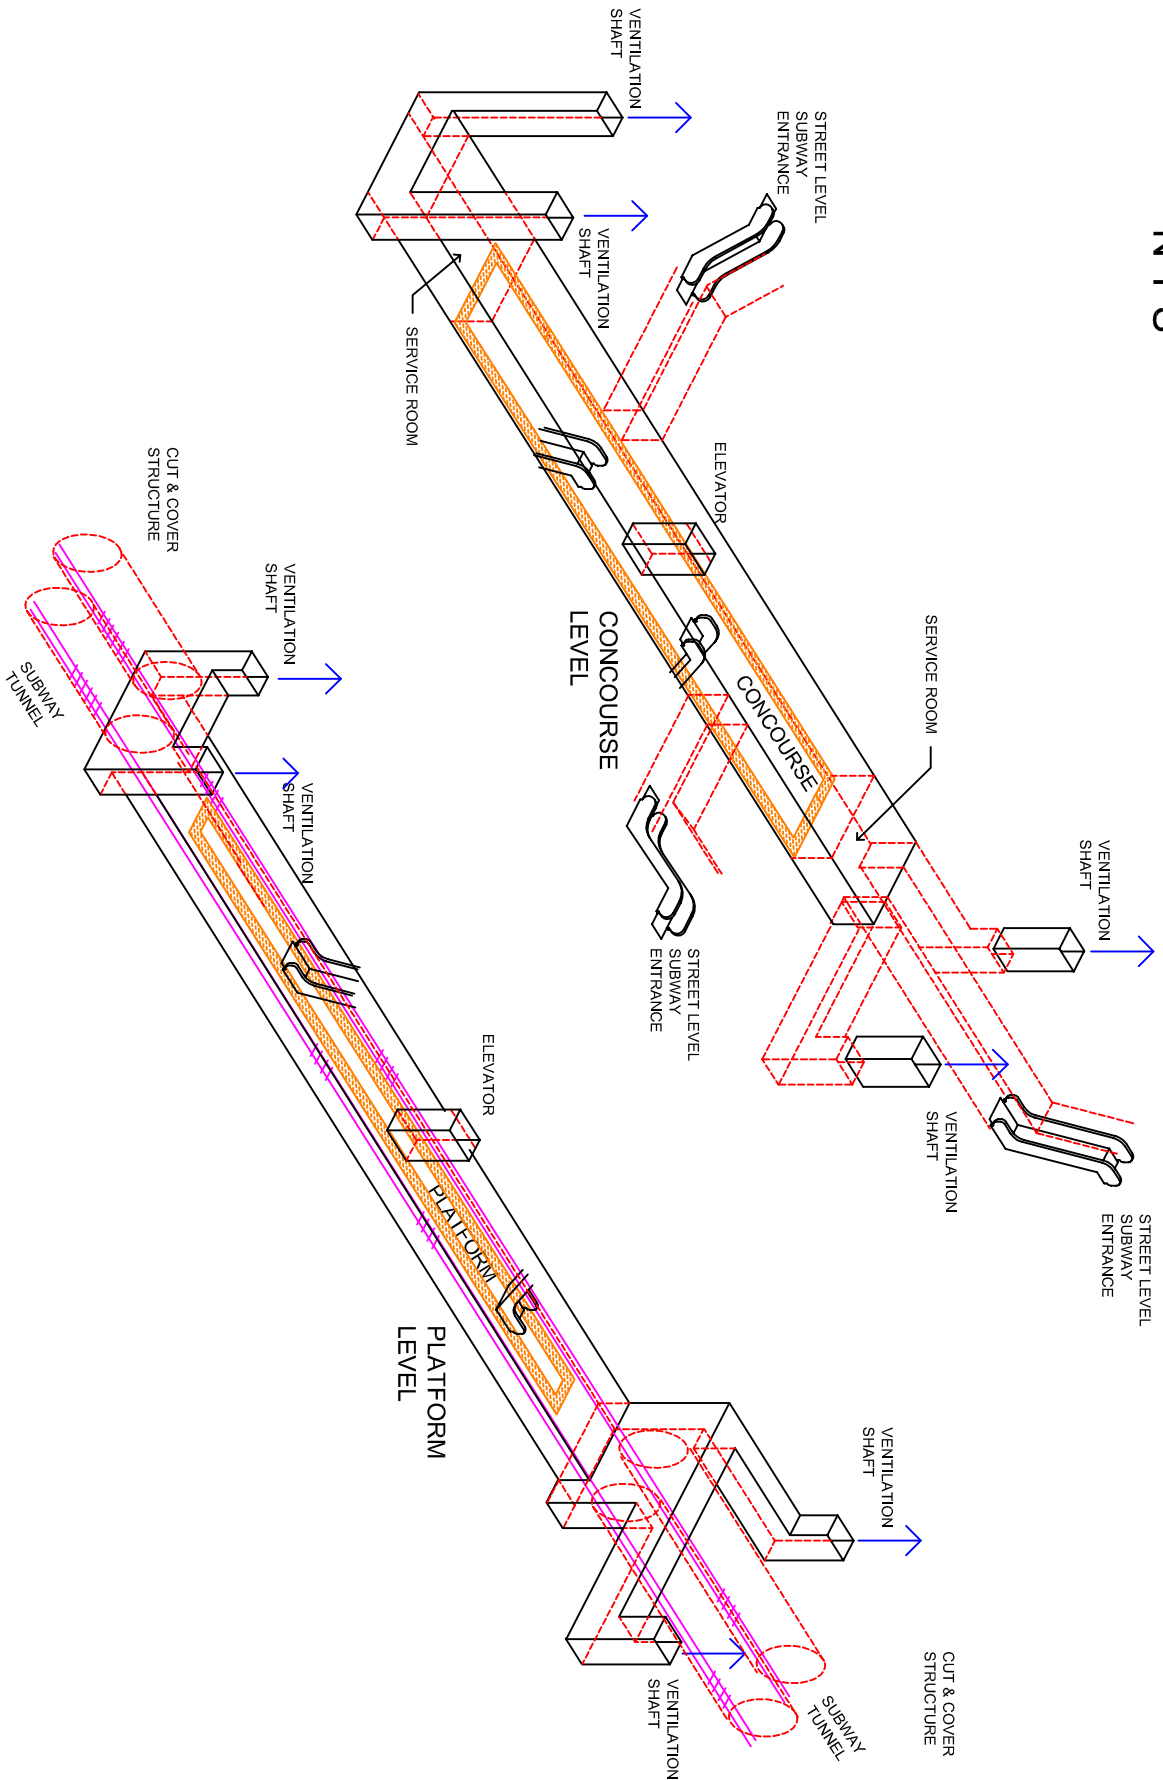 N T S
VENTILATION
SHAFT
STREET LEVEL
SUBWAY
ENTRANCE
VENTILATION
SHAFT
SERVICE ROOM
ELEVATOR
CONCOURSE
LEVEL
CONCOURSE
SERVICE ROOM
VENTILATION
SHAFT
STREET LEVEL
SUBWAY
ENTRANCE
VENTILATION
SHAFT
STREET LEVEL
SUBWAY
ENTRANCE
CUT & COVER
STRUCTURE
VENTILATION
SHAFT
SUBWAY
TUNNEL
VENTILATION
SHAFT
ELEVATOR
PLATFORM
PLATFORM
LEVEL
VENTILATION
SHAFT
VENTILATION
SHAFT
SUBWAY
TUNNEL
CUT & COVER
STRUCTURE